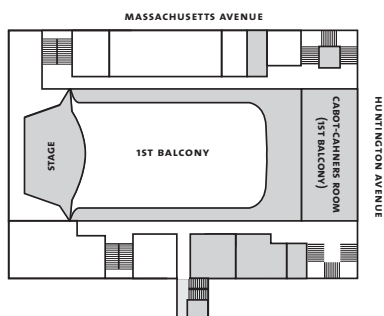 MASSACHUSETTS AVENUE
STAGE
1ST BALCONY
CABOT-CAHNERS ROOM
(1ST BALCONY)
HUNTINGTON AVENUE